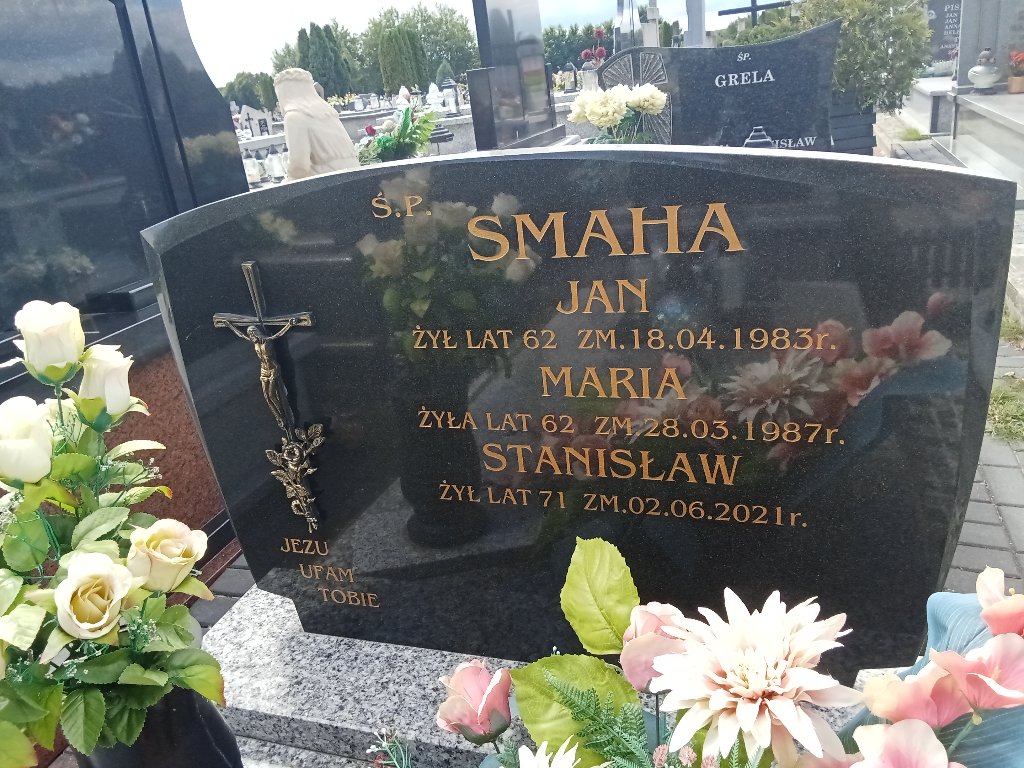 ŚP.
GRELA
Ś.P.
SMAHA
JAN
ŻYŁ LAT 62 ZM.18.04.1983r.
MARIA
ŻYŁA LAT 62 ZM 28.03.1987r.
STANISŁAW
ŻYŁ LAT 71 ZM.02.06.2021r.
JEZU
UFAM
TOBIE